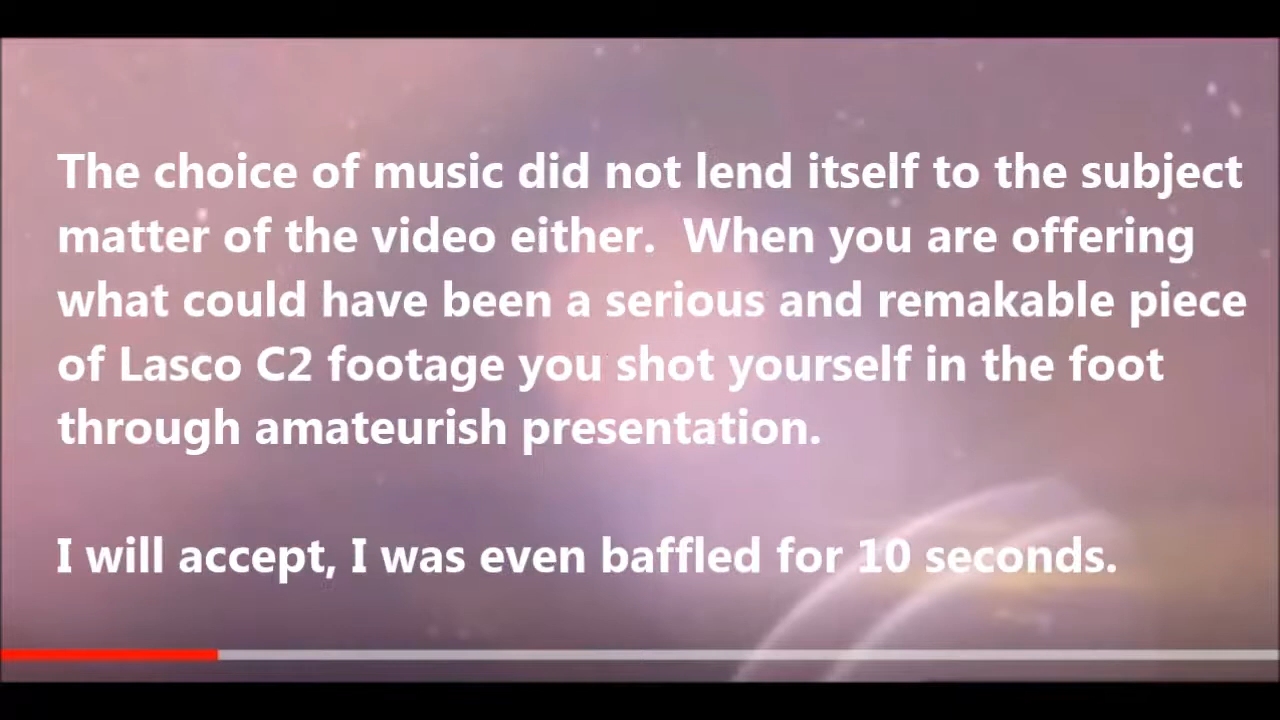 The choice of music did not lend itself to the subject
matter of the video either.  When you are offering
what could have been a serious and remakable piece
of Lasco C2 footage you shot yourself in the foot
through amateurish presentation.
I will accept, I was even baffled for 10 seconds.